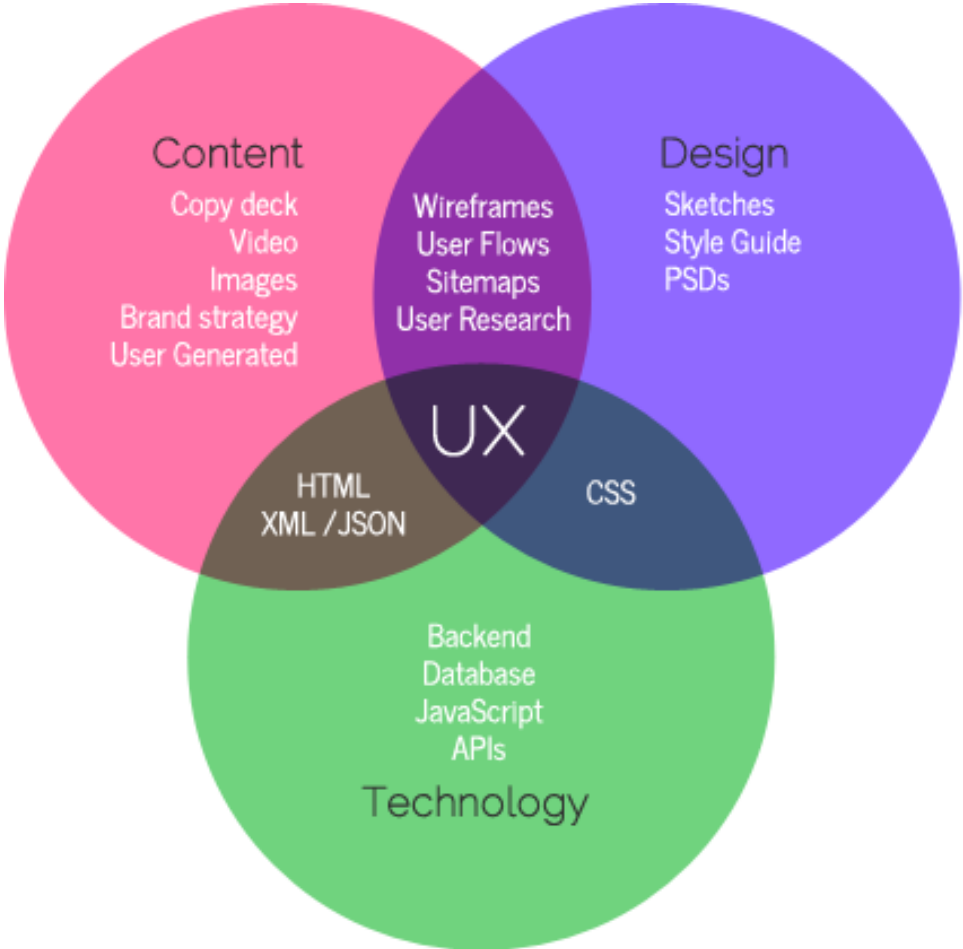 Content
Copy deck
Video
Images
Brand strategy
User Generated
Wireframes
User Flows
Sitemaps
User Research
Design
Sketches
Style Guide
PSDs
UX
HTML
XML /JSON
CSS
Backend
Database
JavaScript
APIs
Technology